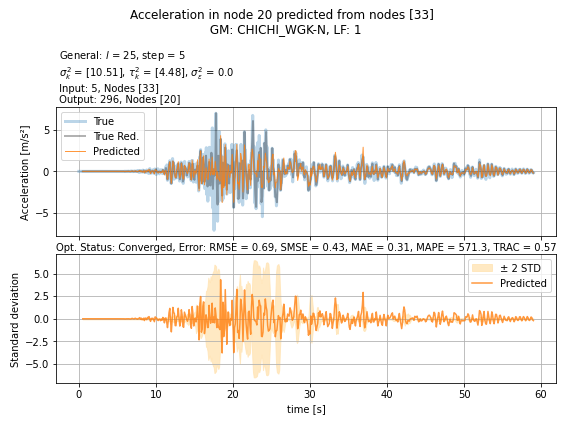 Acceleration in node 20 predicted from nodes [33]
GM: CHICHI_WGK-N, LF: 1
General: l = 25, step = 5
σ²ₖ = [10.51], τ²ₖ = [4.48], σ²_ε = 0.0
Input: 5, Nodes [33]
Output: 296, Nodes [20]
True
True Red.
Predicted
Acceleration [m/s²]
5
0
−5
Opt. Status: Converged, Error: RMSE = 0.69, SMSE = 0.43, MAE = 0.31, MAPE = 571.3, TRAC = 0.57
± 2 STD
Predicted
Standard deviation
5.0
2.5
0.0
−2.5
−5.0
0 10 20 30 40 50 60
time [s]